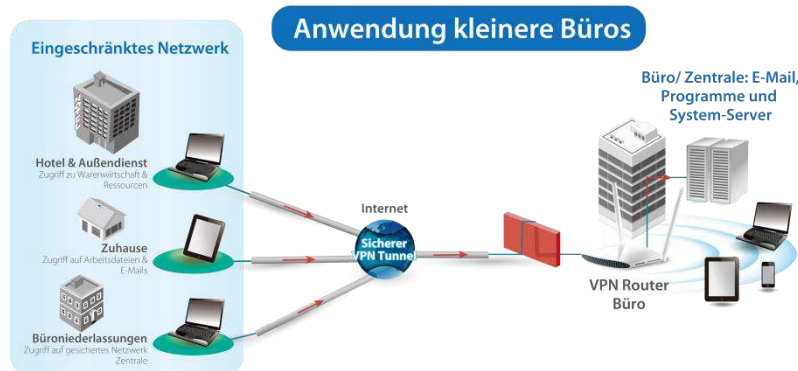 Anwendung kleinere Büros
Eingeschränktes Netzwerk
Hotel & Außendienst
Zugriff zu Warenwirtschaft &
Ressourcen
Zuhause
Zugriff auf Arbeitsdateien &
E-Mails
Büroniederlassungen
Zugriff auf gesichertes Netzwerk
Zentrale
Internet
Sicherer
VPN Tunnel
Büro/ Zentrale: E-Mail,
Programme und
System-Server
VPN Router
Büro